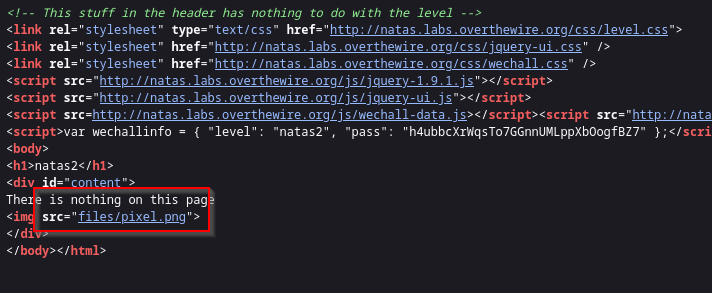 <!-- This stuff in the header has nothing to do with the level -->
<link rel="stylesheet" type="text/css" href="http://natas.labs.overthewire.org/css/level.css">
<link rel="stylesheet" href="http://natas.labs.overthewire.org/css/jquery-ui.css" />
<link rel="stylesheet" href="http://natas.labs.overthewire.org/css/wechall.css" />
<script src="http://natas.labs.overthewire.org/js/jquery-1.9.1.js"></script>
<script src="http://natas.labs.overthewire.org/js/jquery-ui.js"></script>
<script src=http://natas.labs.overthewire.org/js/wechall-data.js></script><script src="http://natas
<script>var wechallinfo = { "level": "natas2", "pass": "h4ubbcXrWqsTo7GGnnUMLppXbOogfBZ7" };</scri
<body>
<h1>natas2</h1>
<div id="content">
There is nothing on this page
<img src="files/pixel.png">
</div>
</body></html>